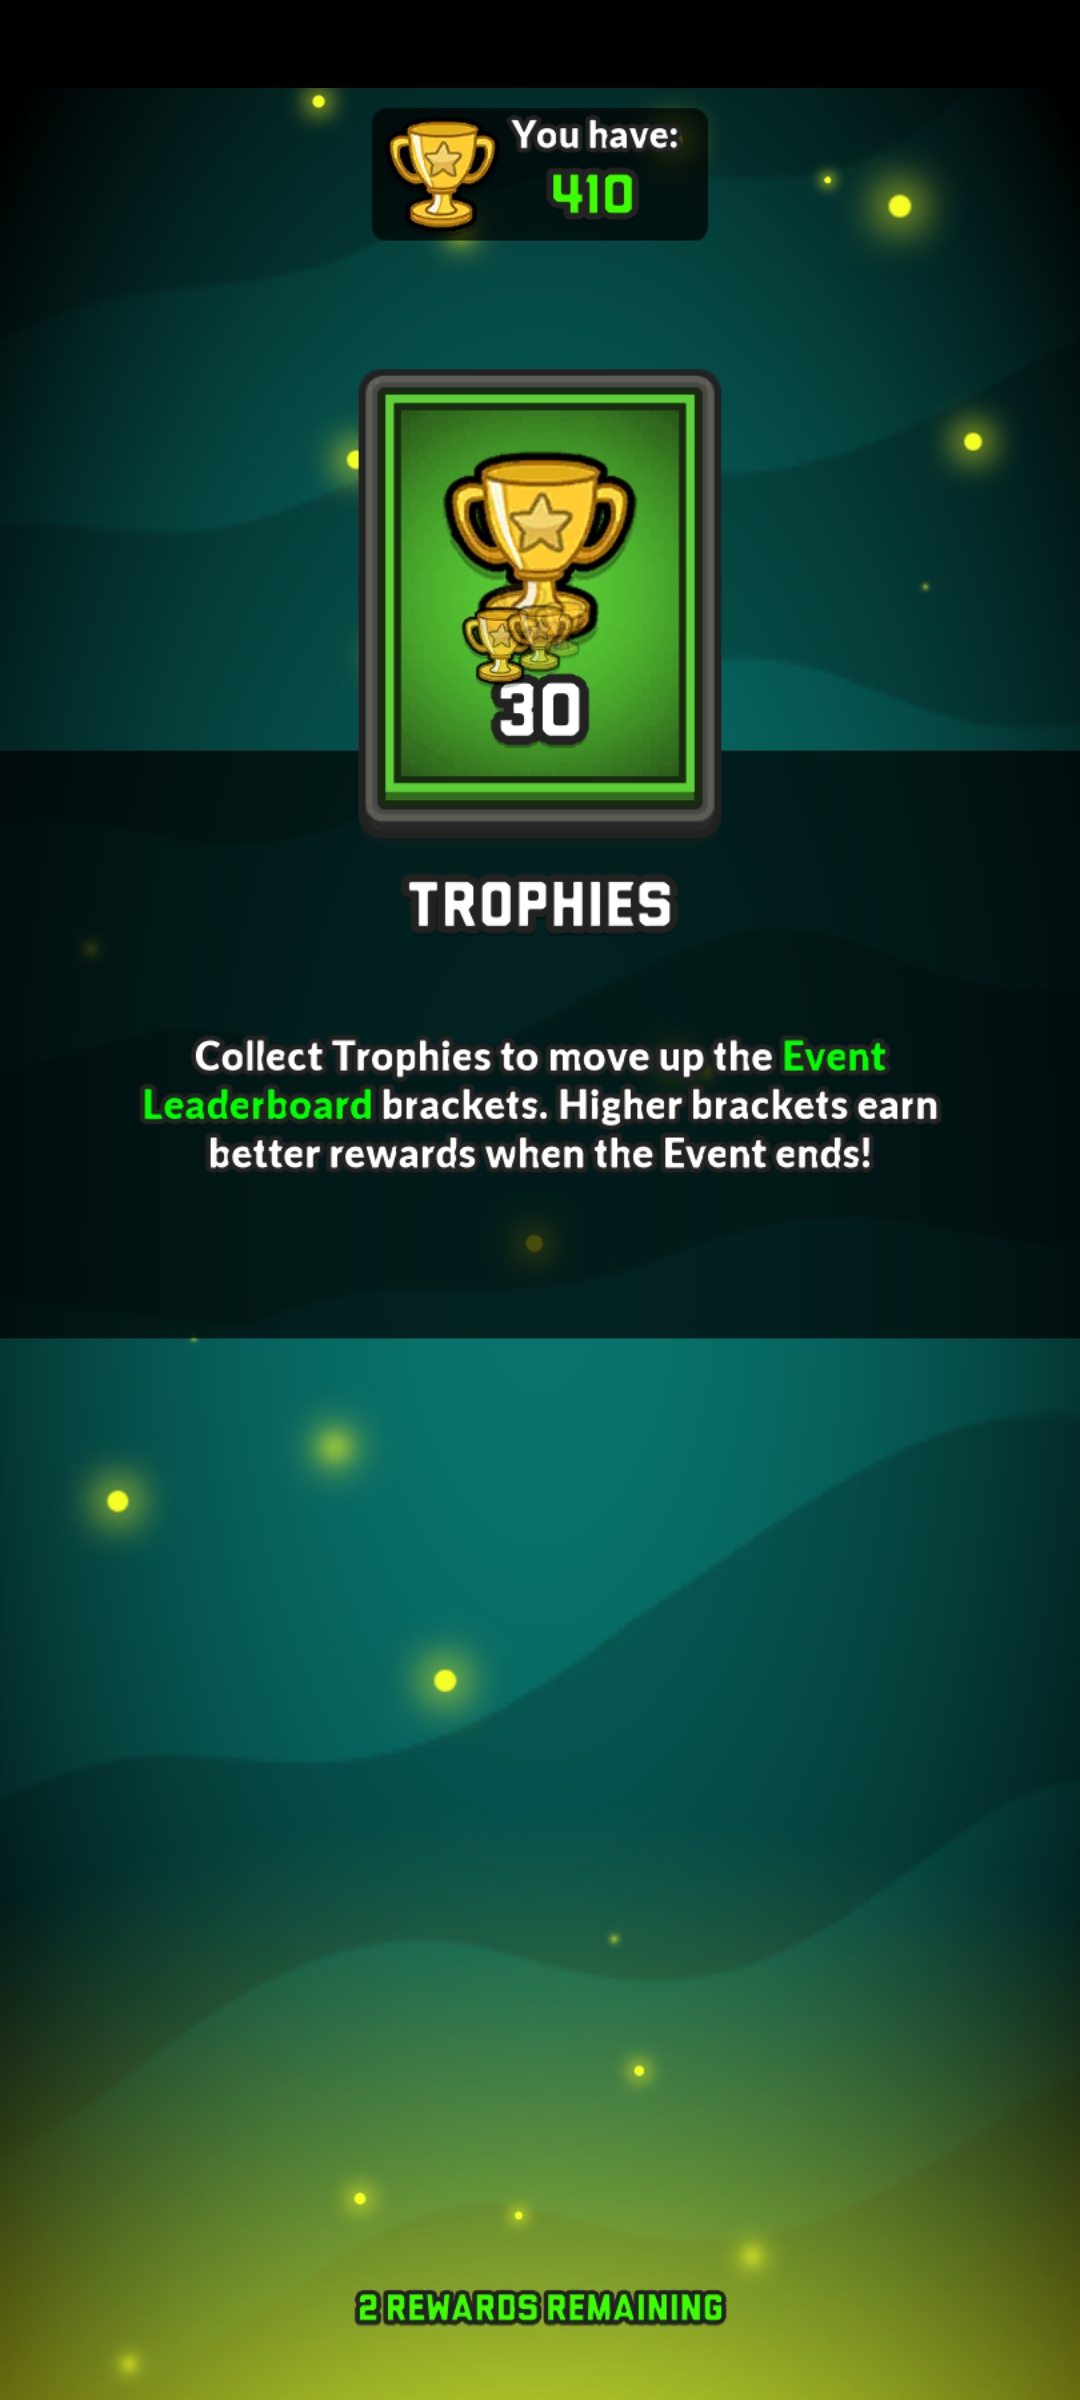 You have:
410
30
TROPHIES
Collect Trophies to move up the Event
Leaderboard brackets. Higher brackets earn
better rewards when the Event ends!
2 REWARDS REMAINING